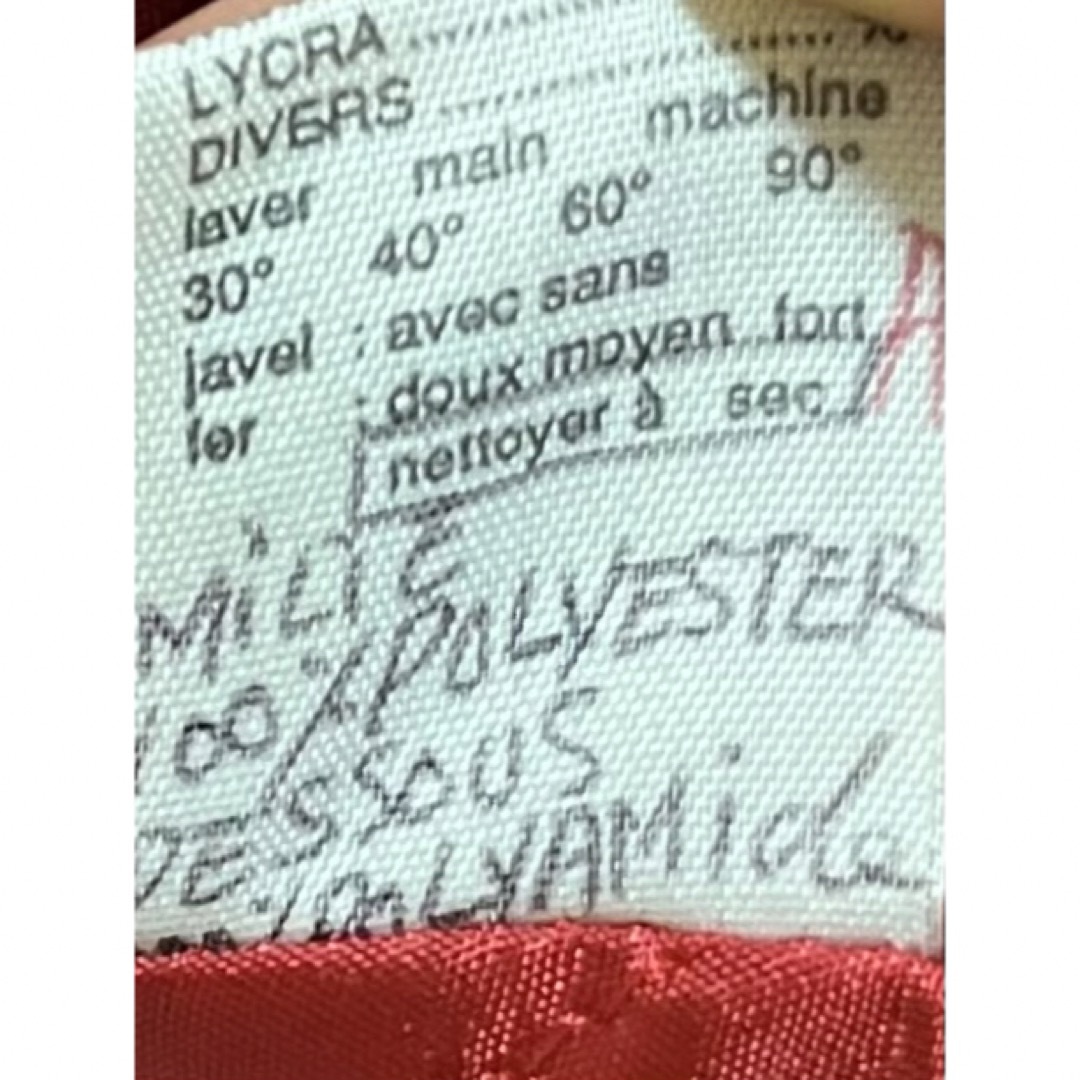 LYCRA ........................
DIVERS ........................ %
laver main machine
30° 40° 60° 90°
javel : avec sans
fer : doux moyen fort
nettoyer à sec
100% POLYESTER
DESSOUS
POLYAMide